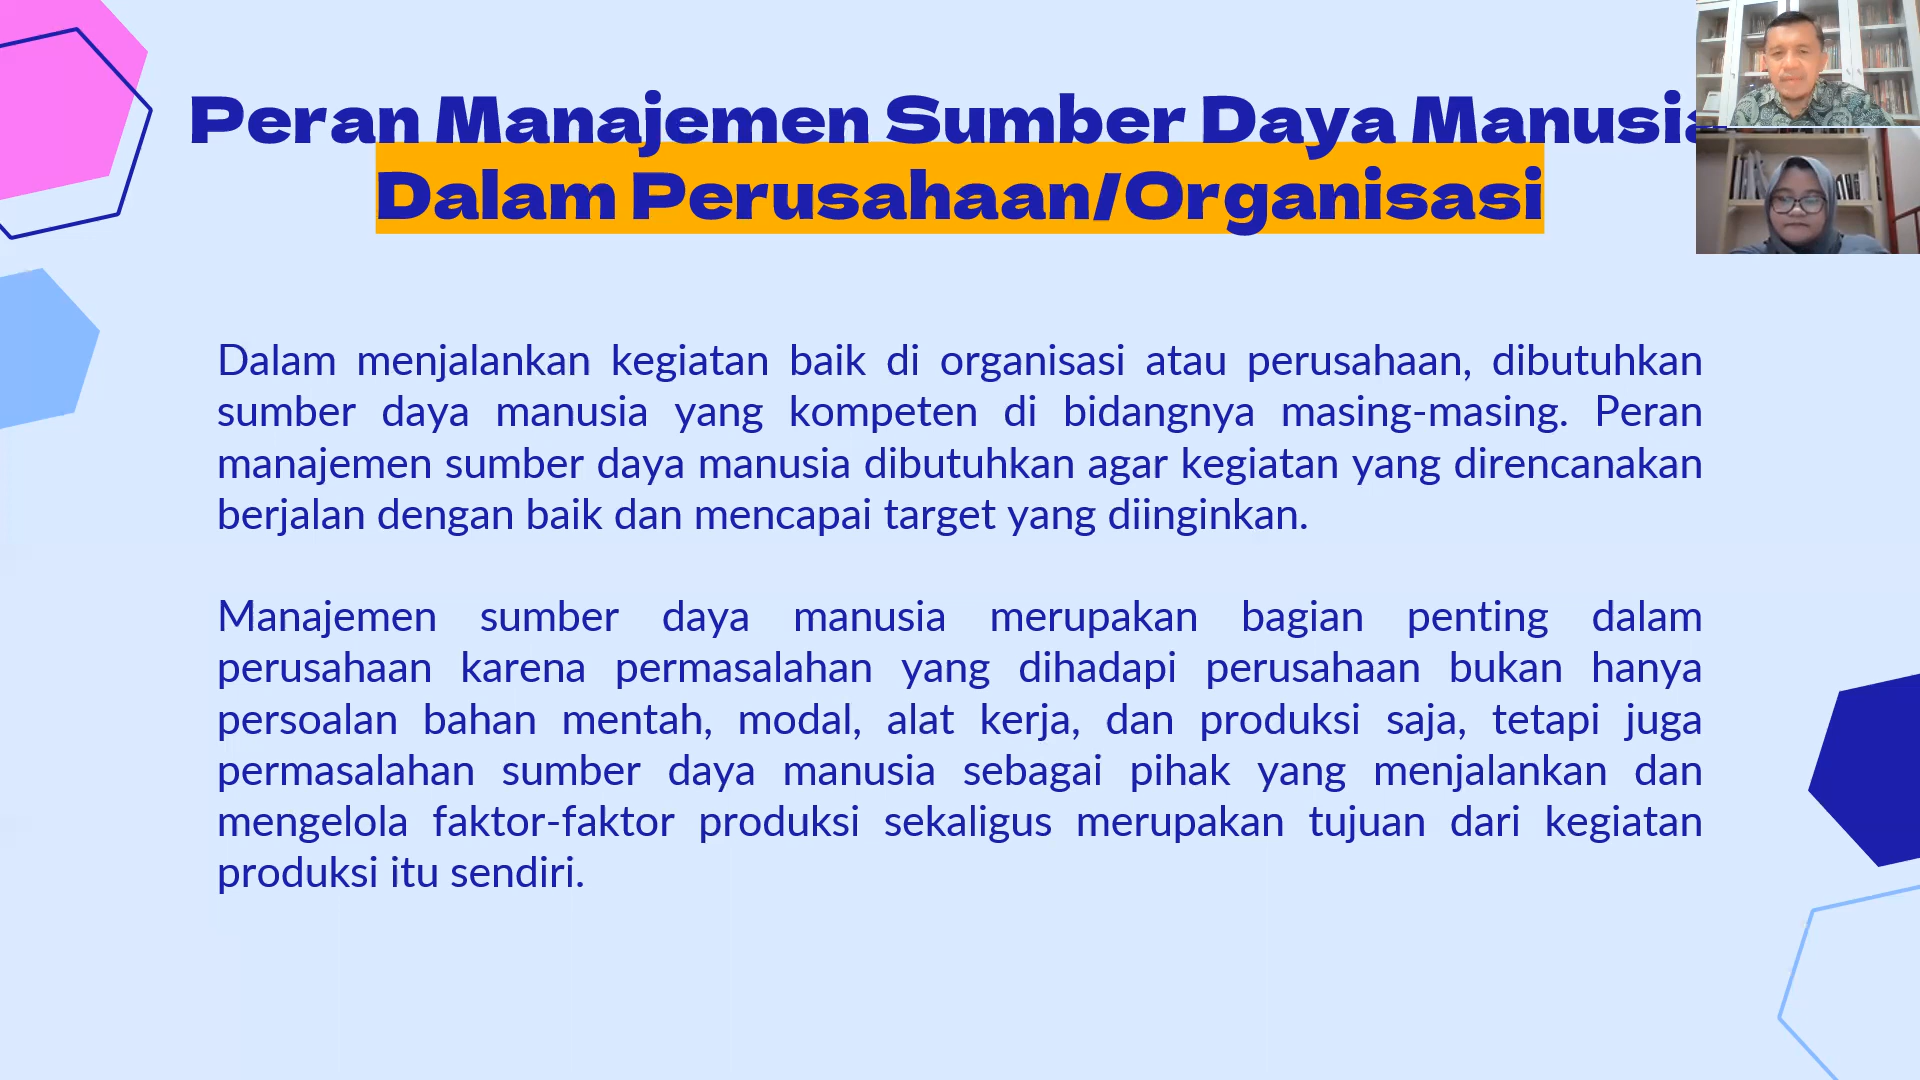 Peran Manajemen Sumber Daya Manusia
Dalam Perusahaan/Organisasi
Dalam menjalankan kegiatan baik di organisasi atau perusahaan, dibutuhkan
sumber daya manusia yang kompeten di bidangnya masing-masing. Peran
manajemen sumber daya manusia dibutuhkan agar kegiatan yang direncanakan
berjalan dengan baik dan mencapai target yang diinginkan.
Manajemen sumber daya manusia merupakan bagian penting dalam
perusahaan karena permasalahan yang dihadapi perusahaan bukan hanya
persoalan bahan mentah, modal, alat kerja, dan produksi saja, tetapi juga
permasalahan sumber daya manusia sebagai pihak yang menjalankan dan
mengelola faktor-faktor produksi sekaligus merupakan tujuan dari kegiatan
produksi itu sendiri.